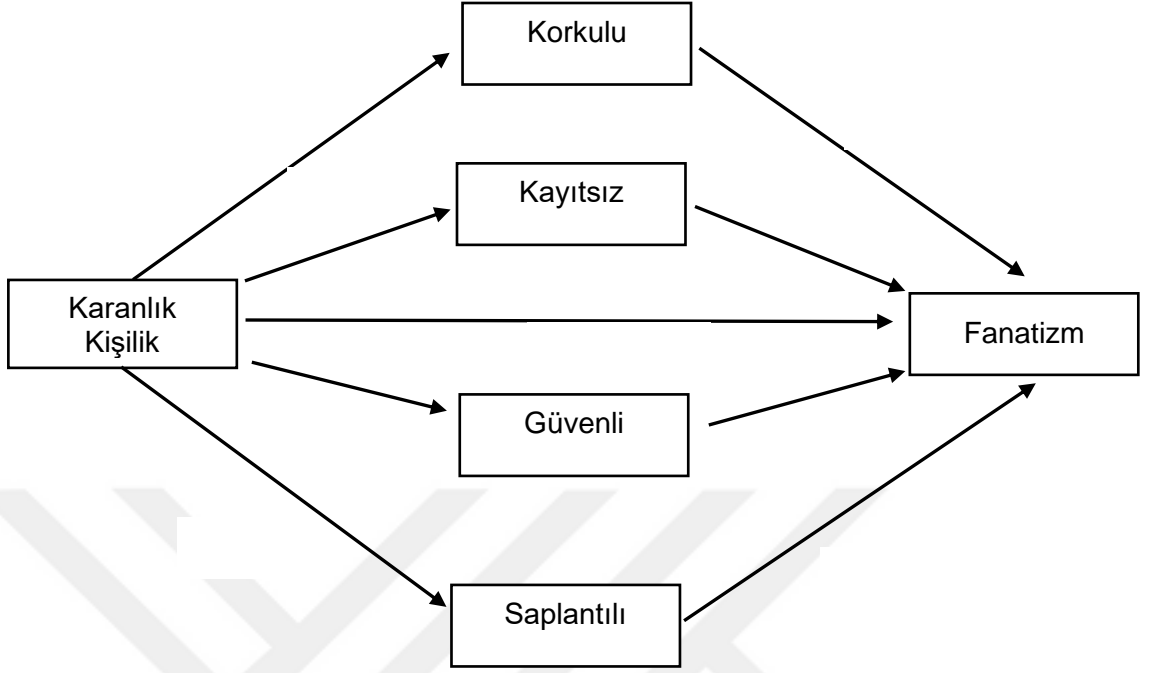 Korkulu
Kayıtsız
Karanlık
Kişilik
Fanatizm
Güvenli
Saplantılı